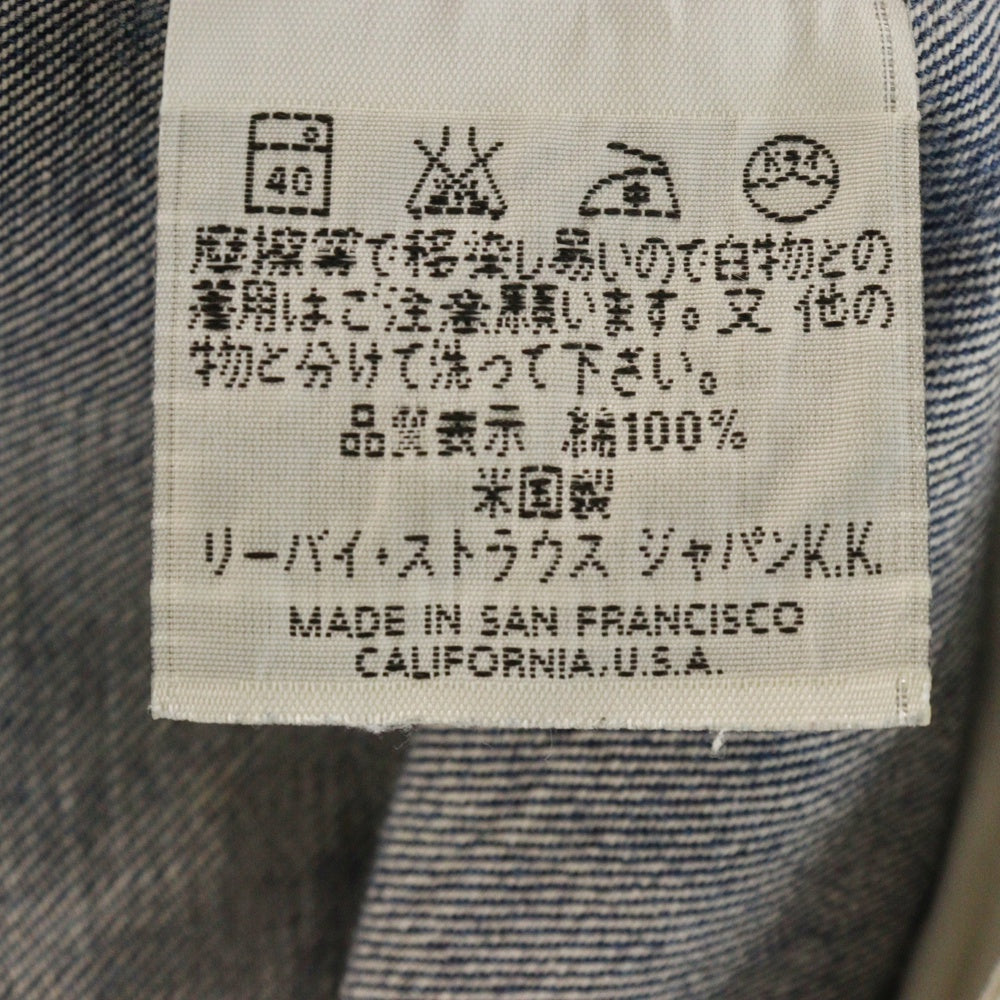 40
ドライ
摩擦等で移染し易いので白物との
着用はご注意願います。又 他の
物と分けて洗って下さい。
品質表示 綿100%
米国製
リーバイ・ストラウス ジャパンK.K.
MADE IN SAN FRANCISCO
CALIFORNIA, U.S.A.